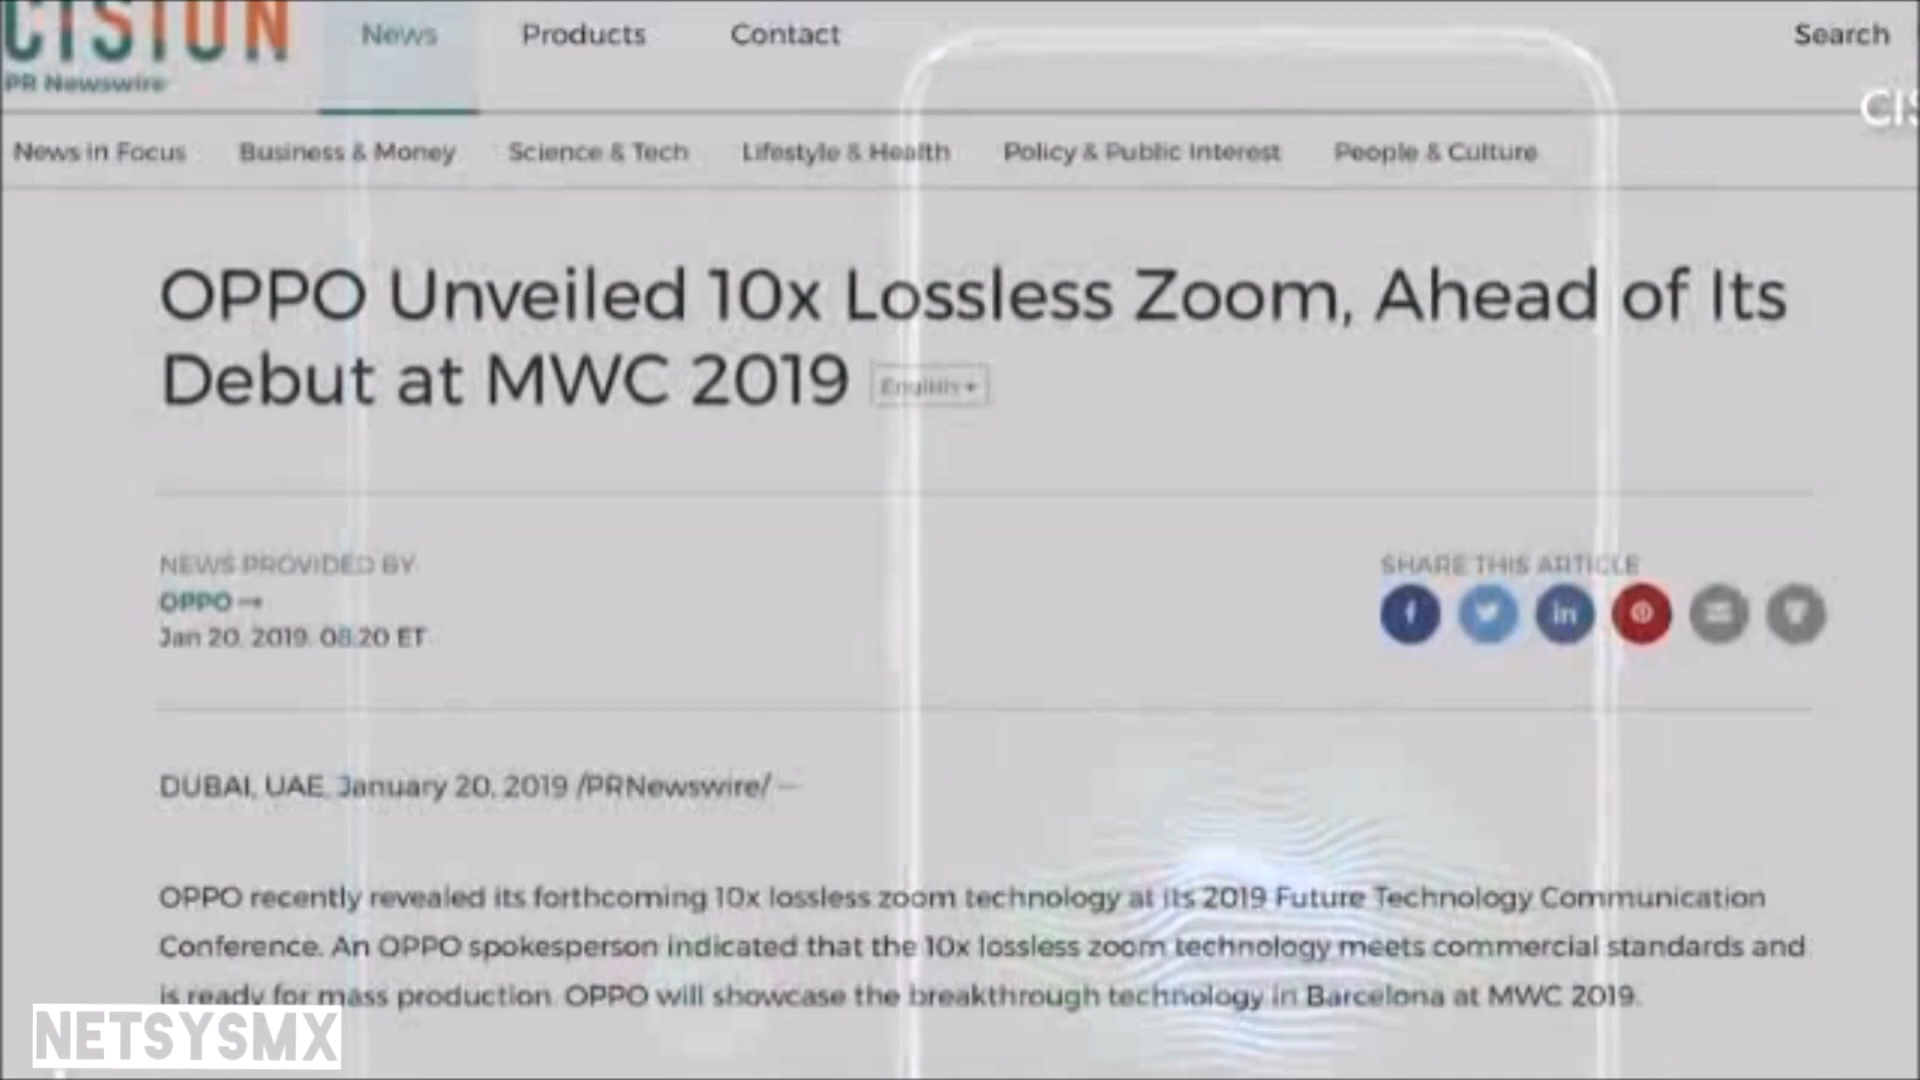 CISION
PR Newswire
News
Products
Contact
Search
CIS
News in Focus
Business & Money
Science & Tech
Lifestyle & Health
Policy & Public Interest
People & Culture
OPPO Unveiled 10x Lossless Zoom, Ahead of Its
Debut at MWC 2019
English
NEWS PROVIDED BY
OPPO
Jan 20, 2019, 08:20 ET
SHARE THIS ARTICLE
DUBAI, UAE, January 20, 2019 /PRNewswire/ --
OPPO recently revealed its forthcoming 10x lossless zoom technology at its 2019 Future Technology Communication
Conference. An OPPO spokesperson indicated that the 10x lossless zoom technology meets commercial standards and
is ready for mass production. OPPO will showcase the breakthrough technology in Barcelona at MWC 2019.
NETSYSMX